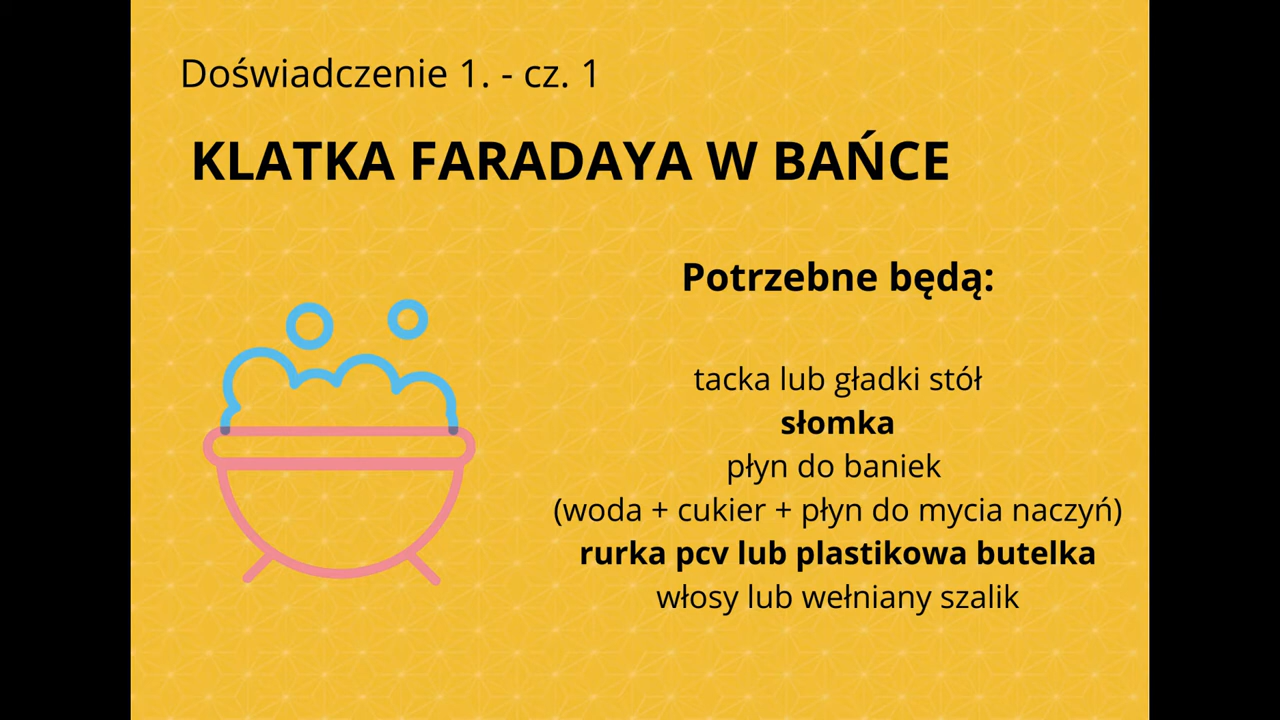 Doświadczenie 1. - cz. 1
KLATKA FARADAYA W BAŃCE
Potrzebne będą:
tacka lub gładki stół
słomka
płyn do baniek
(woda + cukier + płyn do mycia naczyń)
rurka pcv lub plastikowa butelka
włosy lub wełniany szalik